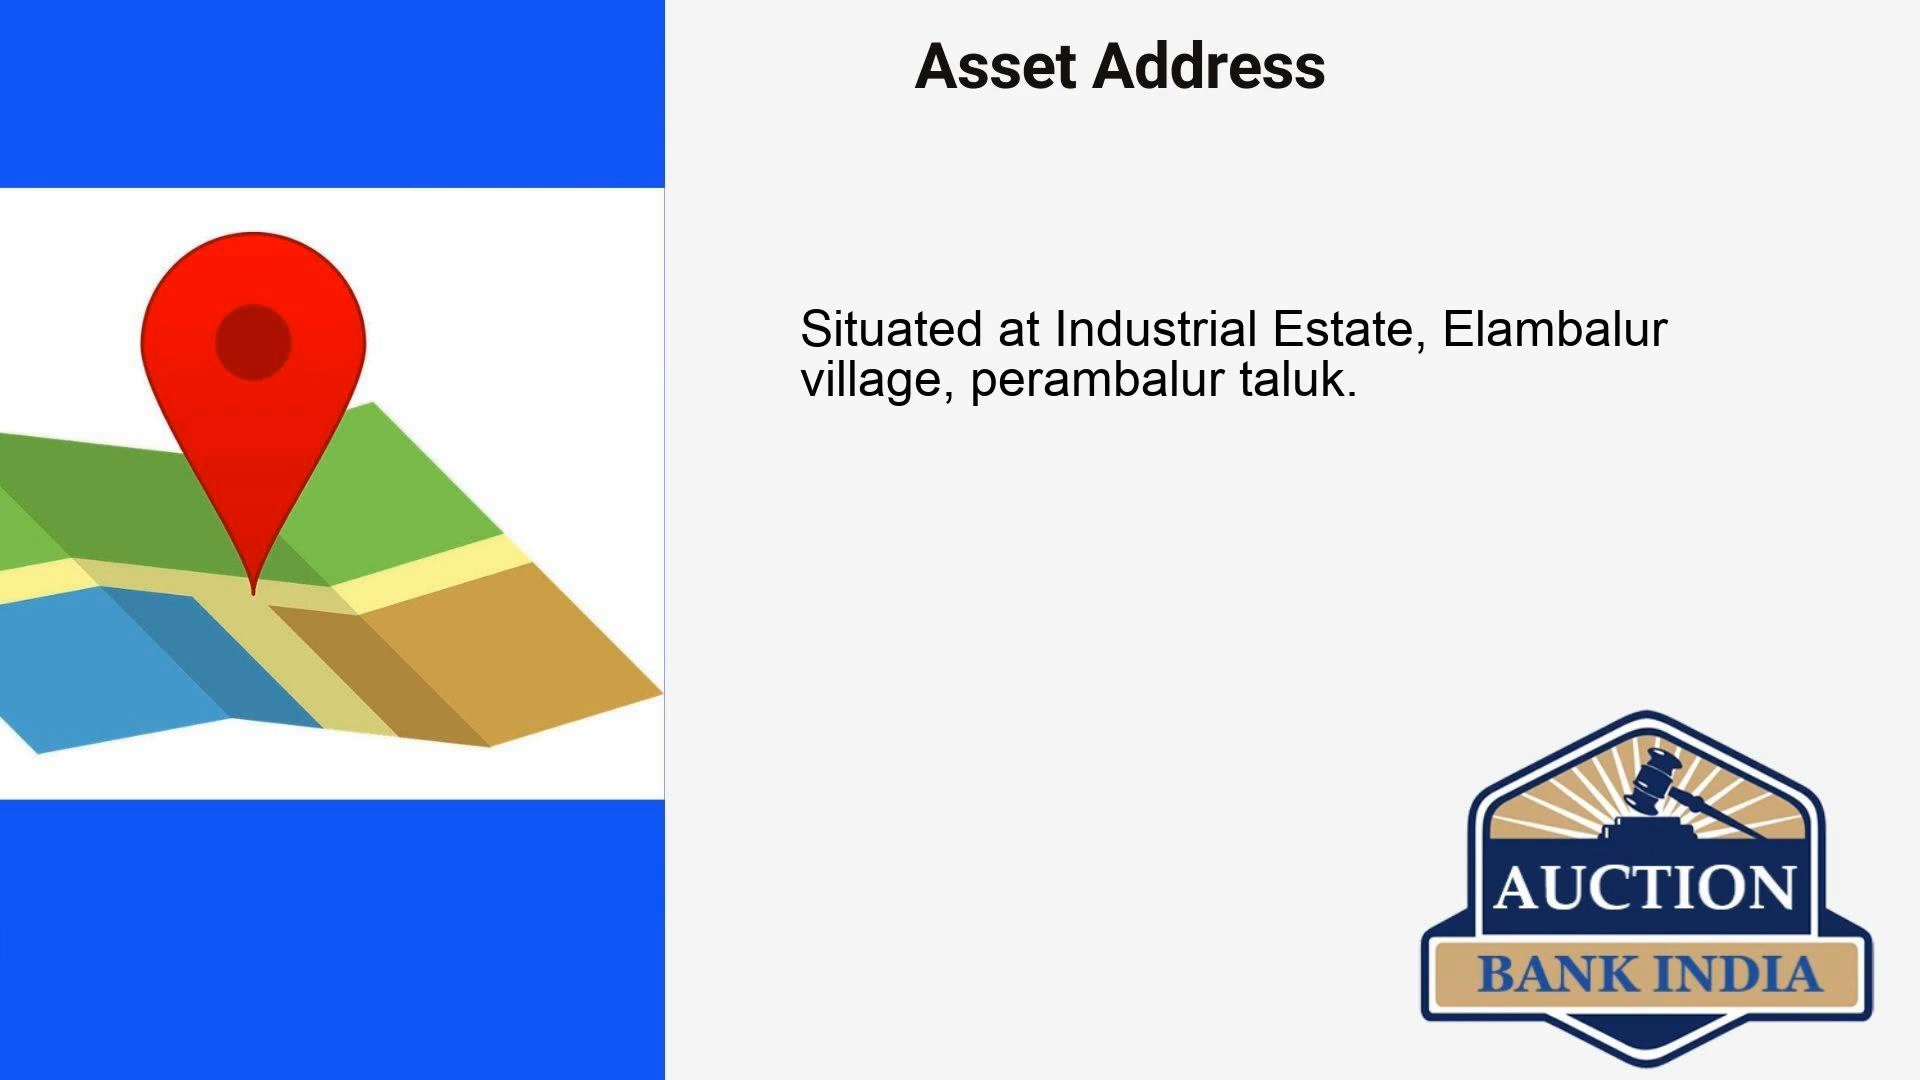 Asset Address
Situated at Industrial Estate, Elambalur
village, perambalur taluk.
AUCTION
BANK INDIA